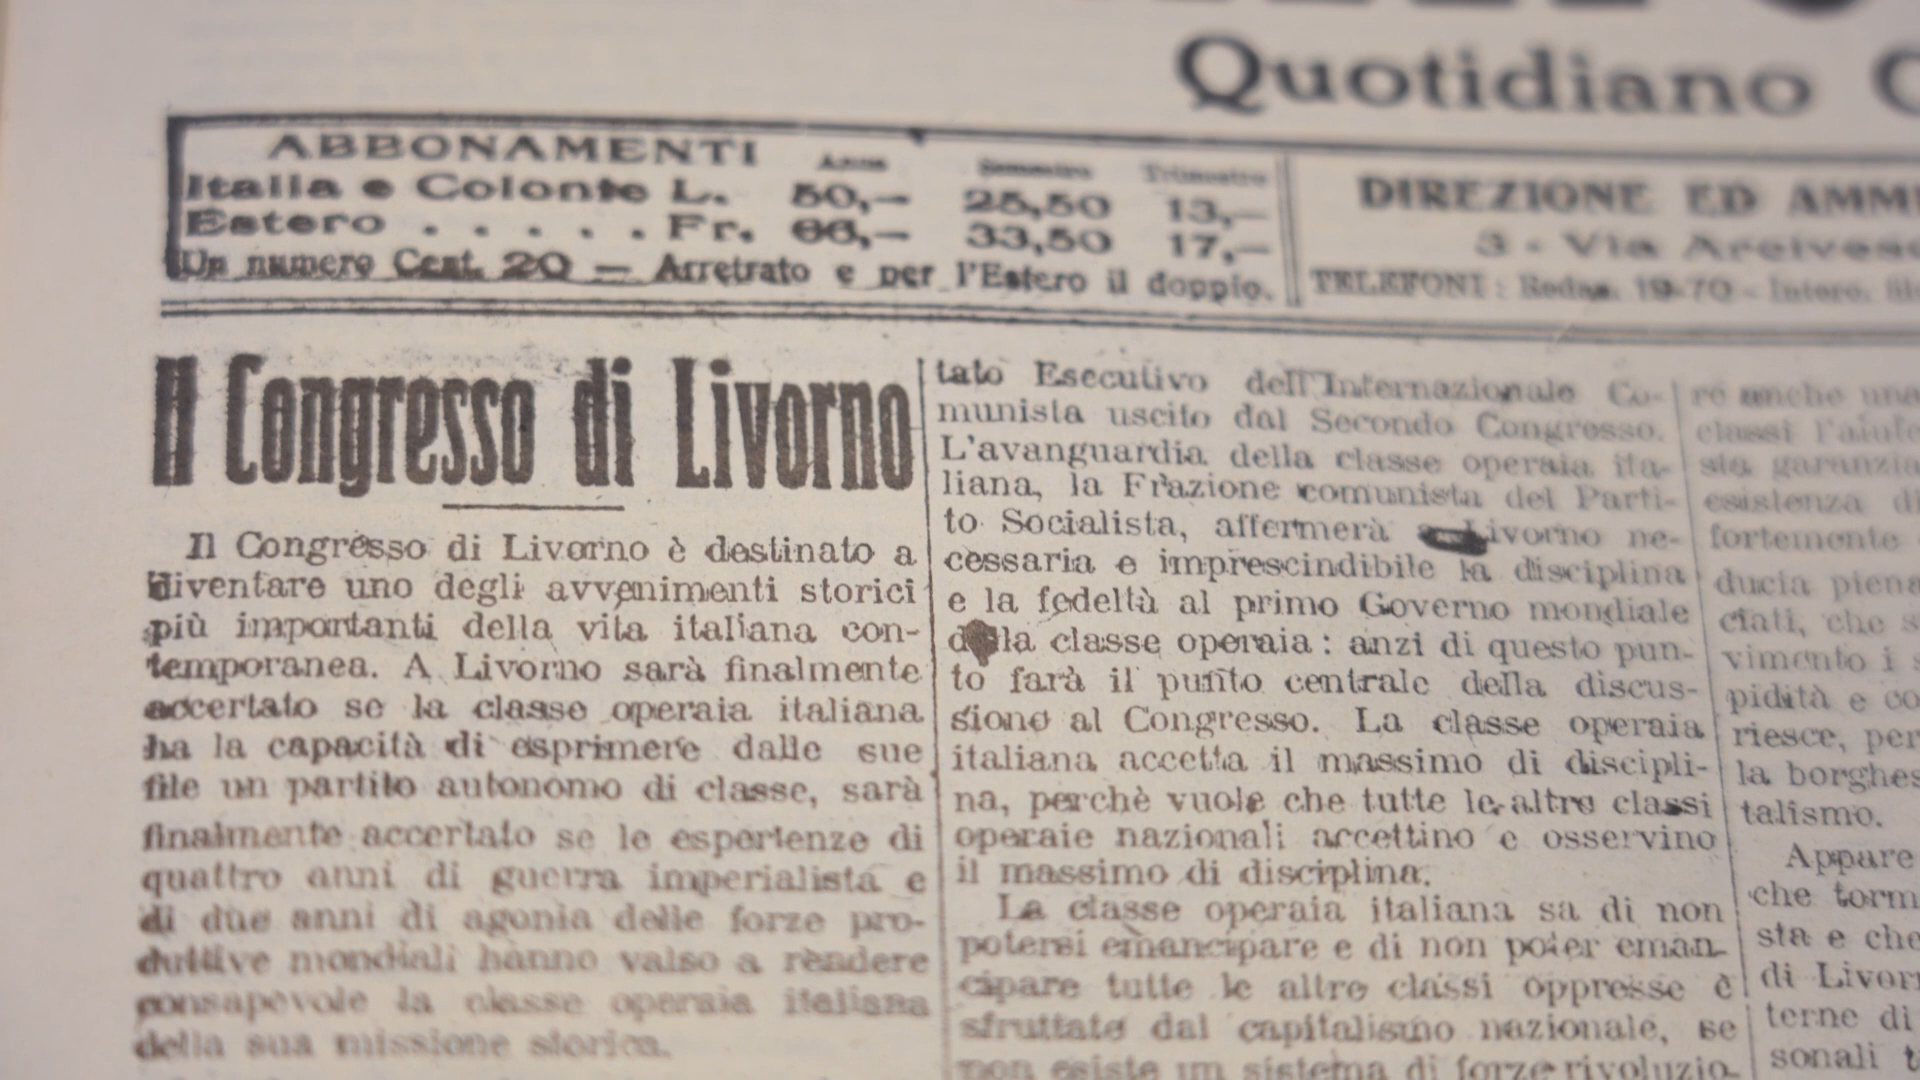 Quotidiano
ABBONAMENTI Anno Semestre Trimestre
Italia e Colonie L. 50,— 25,50 13,—
Estero . . . . . . Fr. 66,— 33,50 17,—
Un numero Cent. 20 — Arretrato e per l'Estero il doppio.
DIREZIONE ED
3 - Via
TELEFONI: Redaz. 19-70 -
Il Congresso di Livorno
Il Congresso di Livorno è destinato a
diventare uno degli avvenimenti storici
più importanti della vita italiana con-
temporanea. A Livorno sarà finalmente
accertato se la classe operaia italiana
ha la capacità di esprimere dalle sue
file un partito autonomo di classe, sarà
finalmente accertato se le esperienze di
quattro anni di guerra imperialista e
di due anni di agonia delle forze pro-
duttive mondiali hanno valso a rendere
consapevole la classe operaia italiana
della sua missione storica.
tato Esecutivo dell'Internazionale Co-
munista uscito dal Secondo Congresso.
L'avanguardia della classe operaia ita-
liana, la Frazione comunista del Parti-
to Socialista, affermerà a Livorno ne-
cessaria e imprescindibile la disciplina
e la fedeltà al primo Governo mondiale
della classe operaia: anzi di questo pun-
to farà il punto centrale della discus-
sione al Congresso. La classe operaia
italiana accetta il massimo di discipli-
na, perchè vuole che tutte le altre classi
operaie nazionali accettino e osservino
il massimo di disciplina.
La classe operaia italiana sa di non
potersi emancipare e di non poter eman-
cipare tutte le altre classi oppresse e
sfruttate dal capitalismo nazionale, se
non esiste un sistema di forze rivoluzio-
re anche una
classi l'aiuto
sta garanzia
esistenza di
fortemente
ducia piena
ciati, che s
vimento i s
pidità e co
riesce, per
la borghes
talismo.
Appare
che torm
sta e che
di Livor
terne di
sonali t